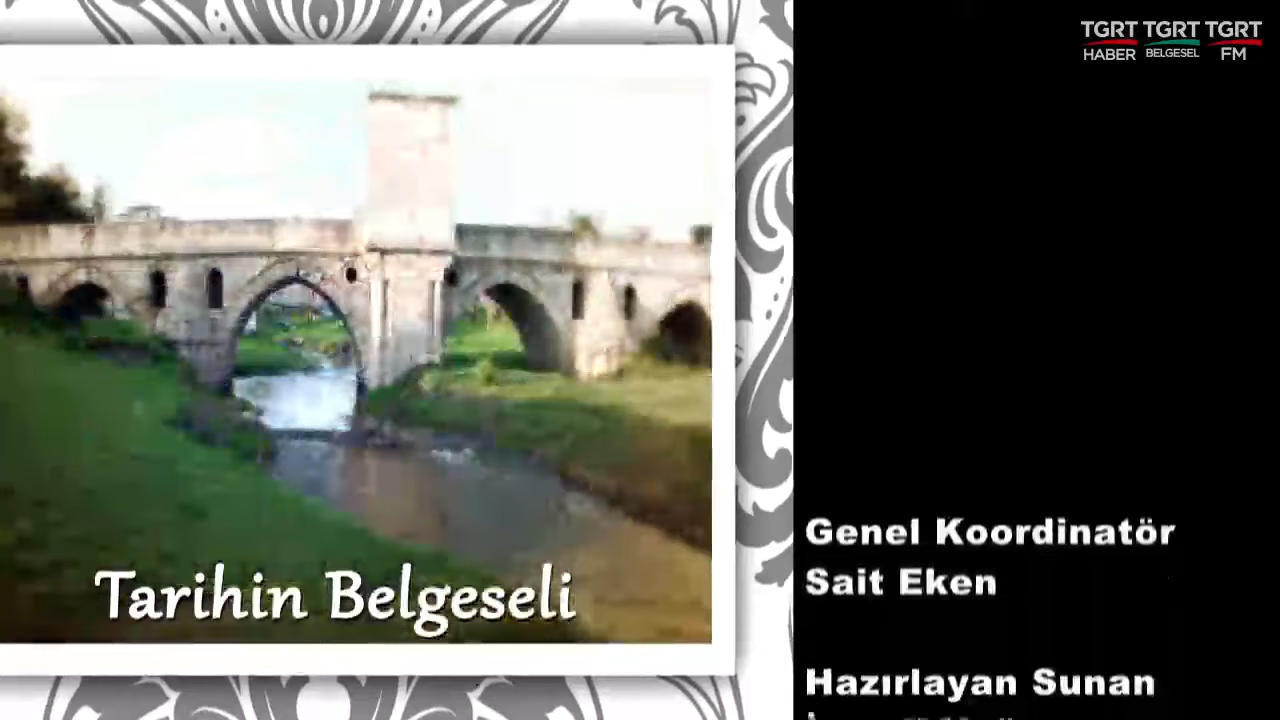 TGRT TGRT TGRT
HABER BELGESEL FM
Tarihin Belgeseli
Genel Koordinatör
Sait Eken
Hazırlayan Sunan